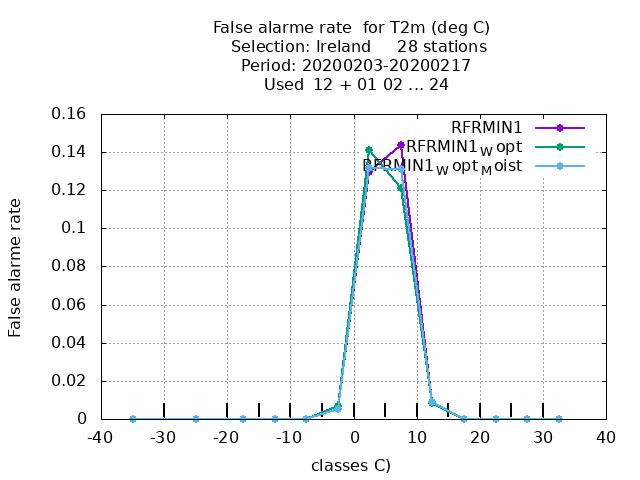 False alarme rate  for T2m (deg C)
Selection: Ireland     28 stations
Period: 20200203-20200217
Used  12 + 01 02 ... 24
0.16
0.14
0.12
0.1
0.08
0.06
0.04
0.02
0
False alarme rate
RFRMIN1
RFRMIN1_W opt
RFRMIN1_W opt_M oist
-40 -30 -20 -10 0 10 20 30 40
classes C)